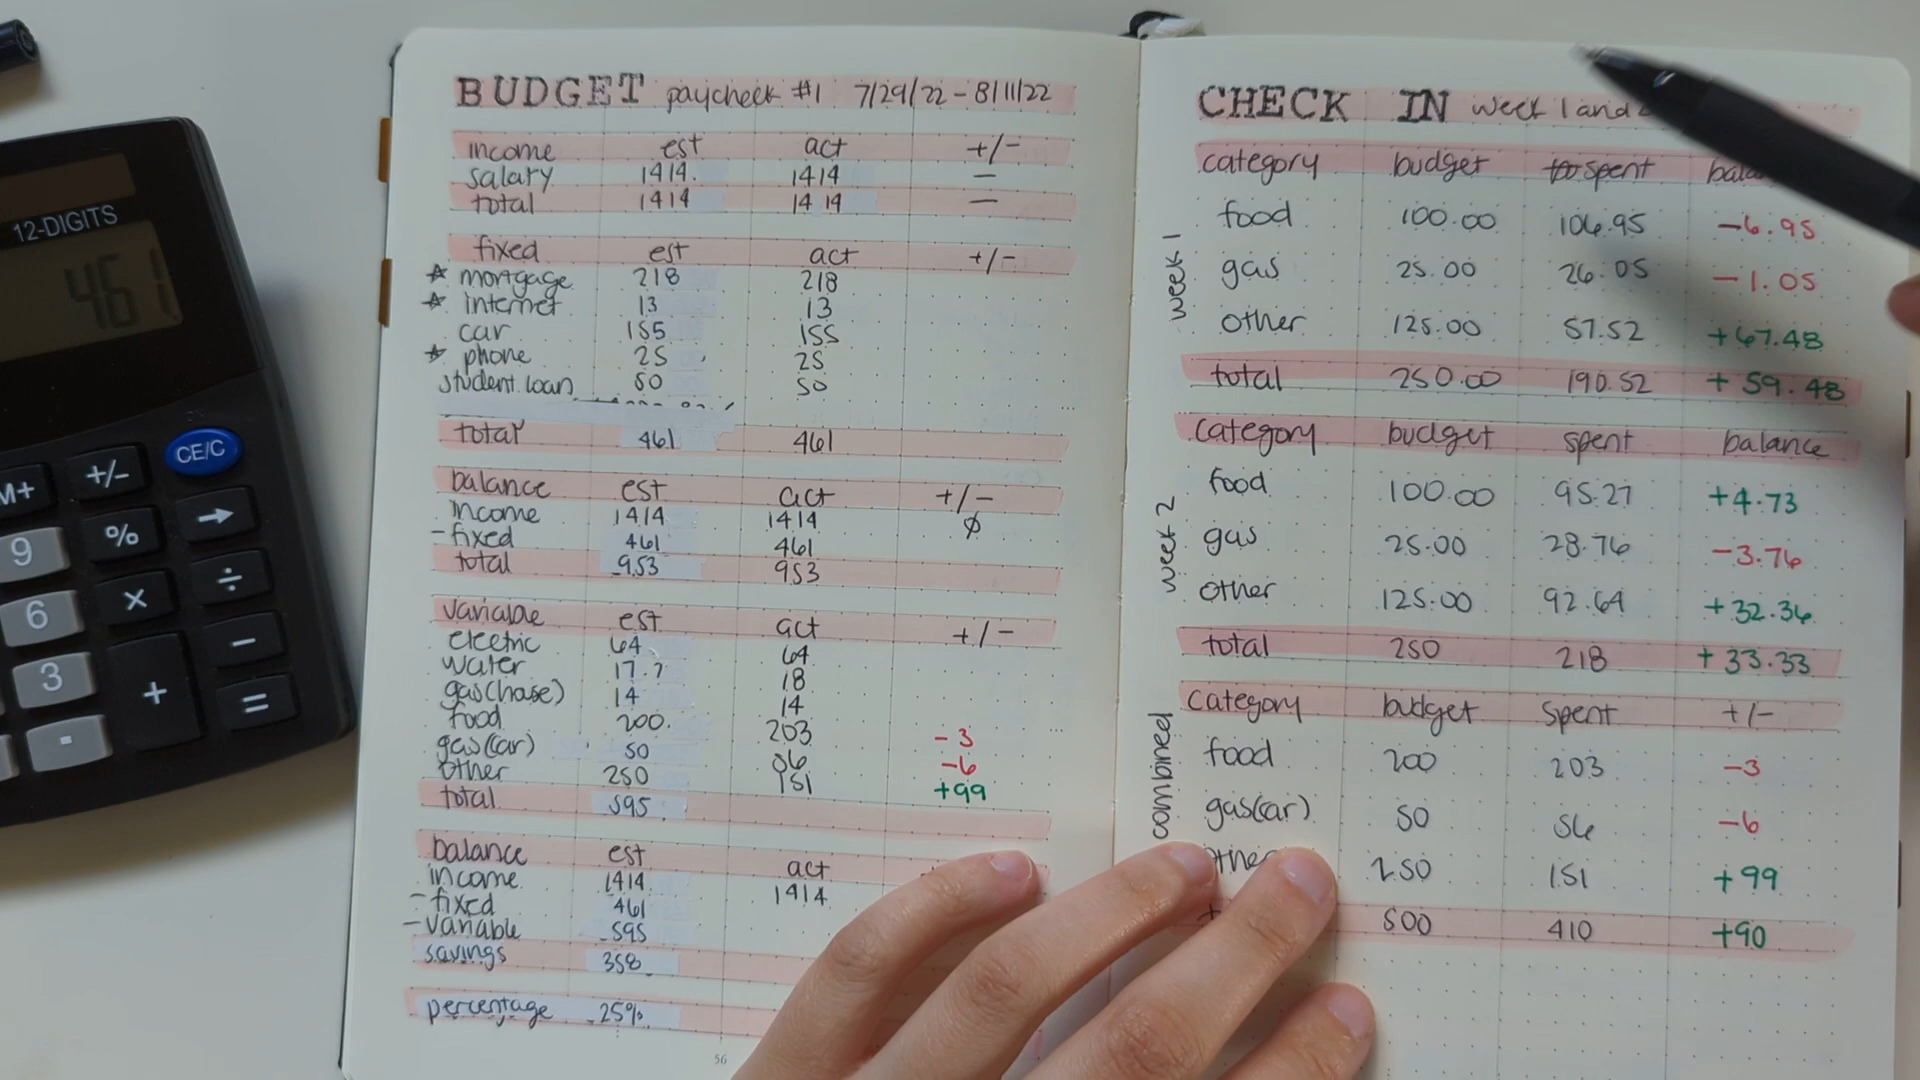 12-DIGITS
461
M+
+/-
CE/C
→
9
%
÷
6
×
−
3
+
=
.
BUDGET paycheck #1 7/29/22 - 8/11/22
income est act +/-
salary 1414. 1414 —
total 1414 1414 —
fixed est act +/-
☆ mortgage 218 218
☆ internet 13 13
car 155 155
☆ phone 25 25
student loan 50 50
total 461 461
balance est act +/-
income 1414 1414 ø
-fixed 461 461
total 953 953
variable est act +/-
electric 64 64
water 17.? 18
gas(house) 14 14
food 200. 203 -3
gas(car) 50 56 -6
other 250 151 +99
total 595
balance est act
income 1414 1414
-fixed 461
-variable 595
savings 358
percentage 25%
56
CHECK IN week 1 and
category budget spent
week 1
food 100.00 106.95 -6.95
gas 25.00 26.05 -1.05
other 125.00 57.52 +67.48
total 250.00 190.52 +59.48
category budget spent balance
week 2
food 100.00 95.27 +4.73
gas 25.00 28.76 -3.76
other 125.00 92.64 +32.36
total 250 218 +33.33
category budget spent +/-
combined
food 200 203 -3
gas(car) 50 56 -6
other 250 151 +99
500 410 +90